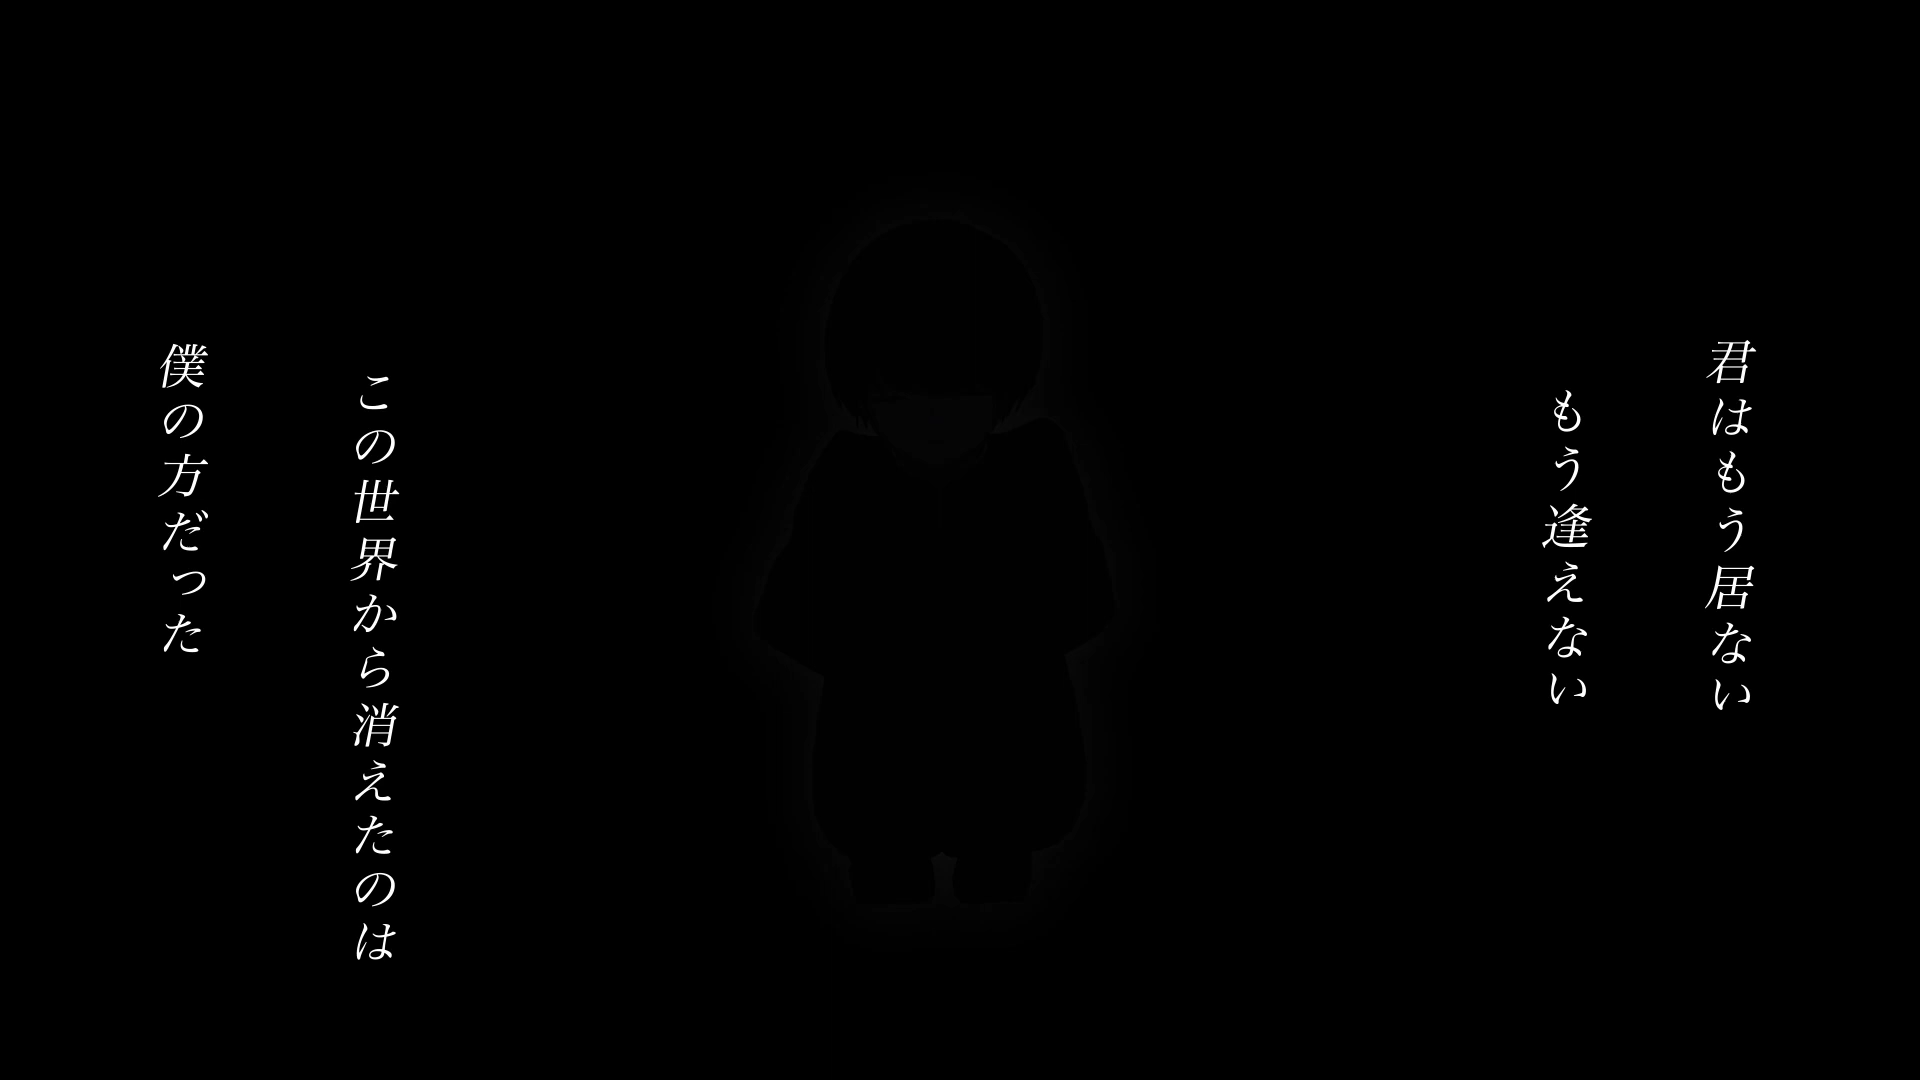 君はもう居ない
もう逢えない
この世界から消えたのは
僕の方だった